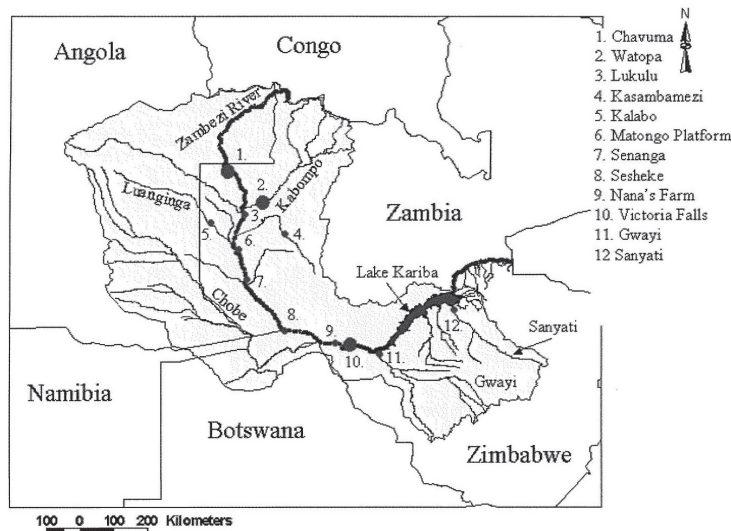 Angola
Congo
N
1. Chavuma
2. Watopa
3. Lukulu
4. Kasambamezi
5. Kalabo
6. Matongo Platform
7. Senanga
8. Sesheke
9. Nana's Farm
10. Victoria Falls
11. Gwayi
12 Sanyati
Zambezi River
1.
2.
Kabompo
Luanginga
3.
Zambia
5.
4.
6.
Lake Kariba
7.
Chobe
8.
9.
12.
Sanyati
10.
11.
Gwayi
Namibia
Botswana
Zimbabwe
100 0 100 200 Kilometers